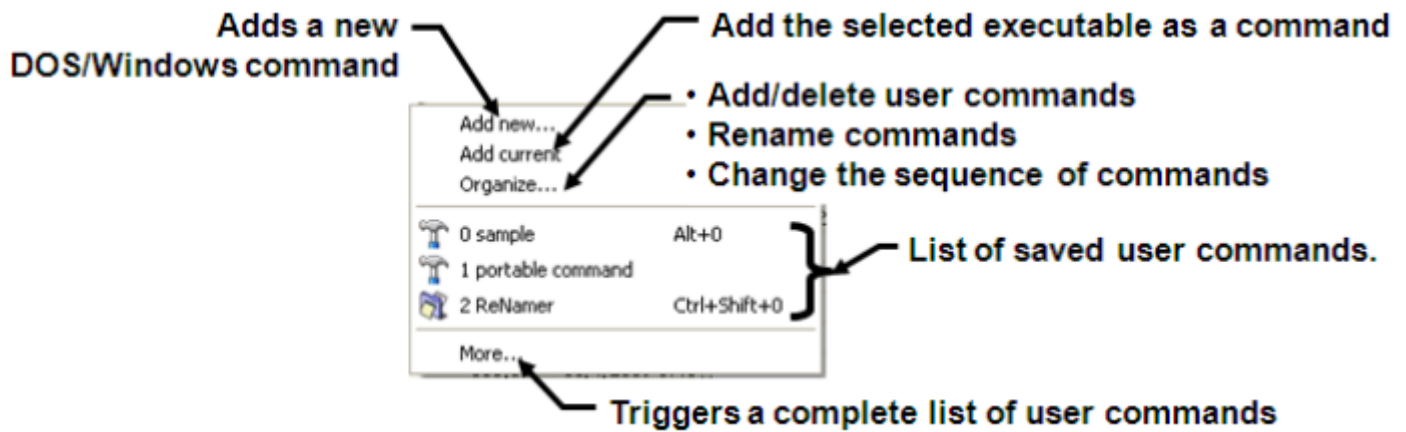 Adds a new
DOS/Windows command
Add the selected executable as a command
• Add/delete user commands
• Rename commands
• Change the sequence of commands
Add new...
Add current
Organize...
0 sample Alt+0
1 portable command
2 ReNamer Ctrl+Shift+0
List of saved user commands.
More...
Triggers a complete list of user commands